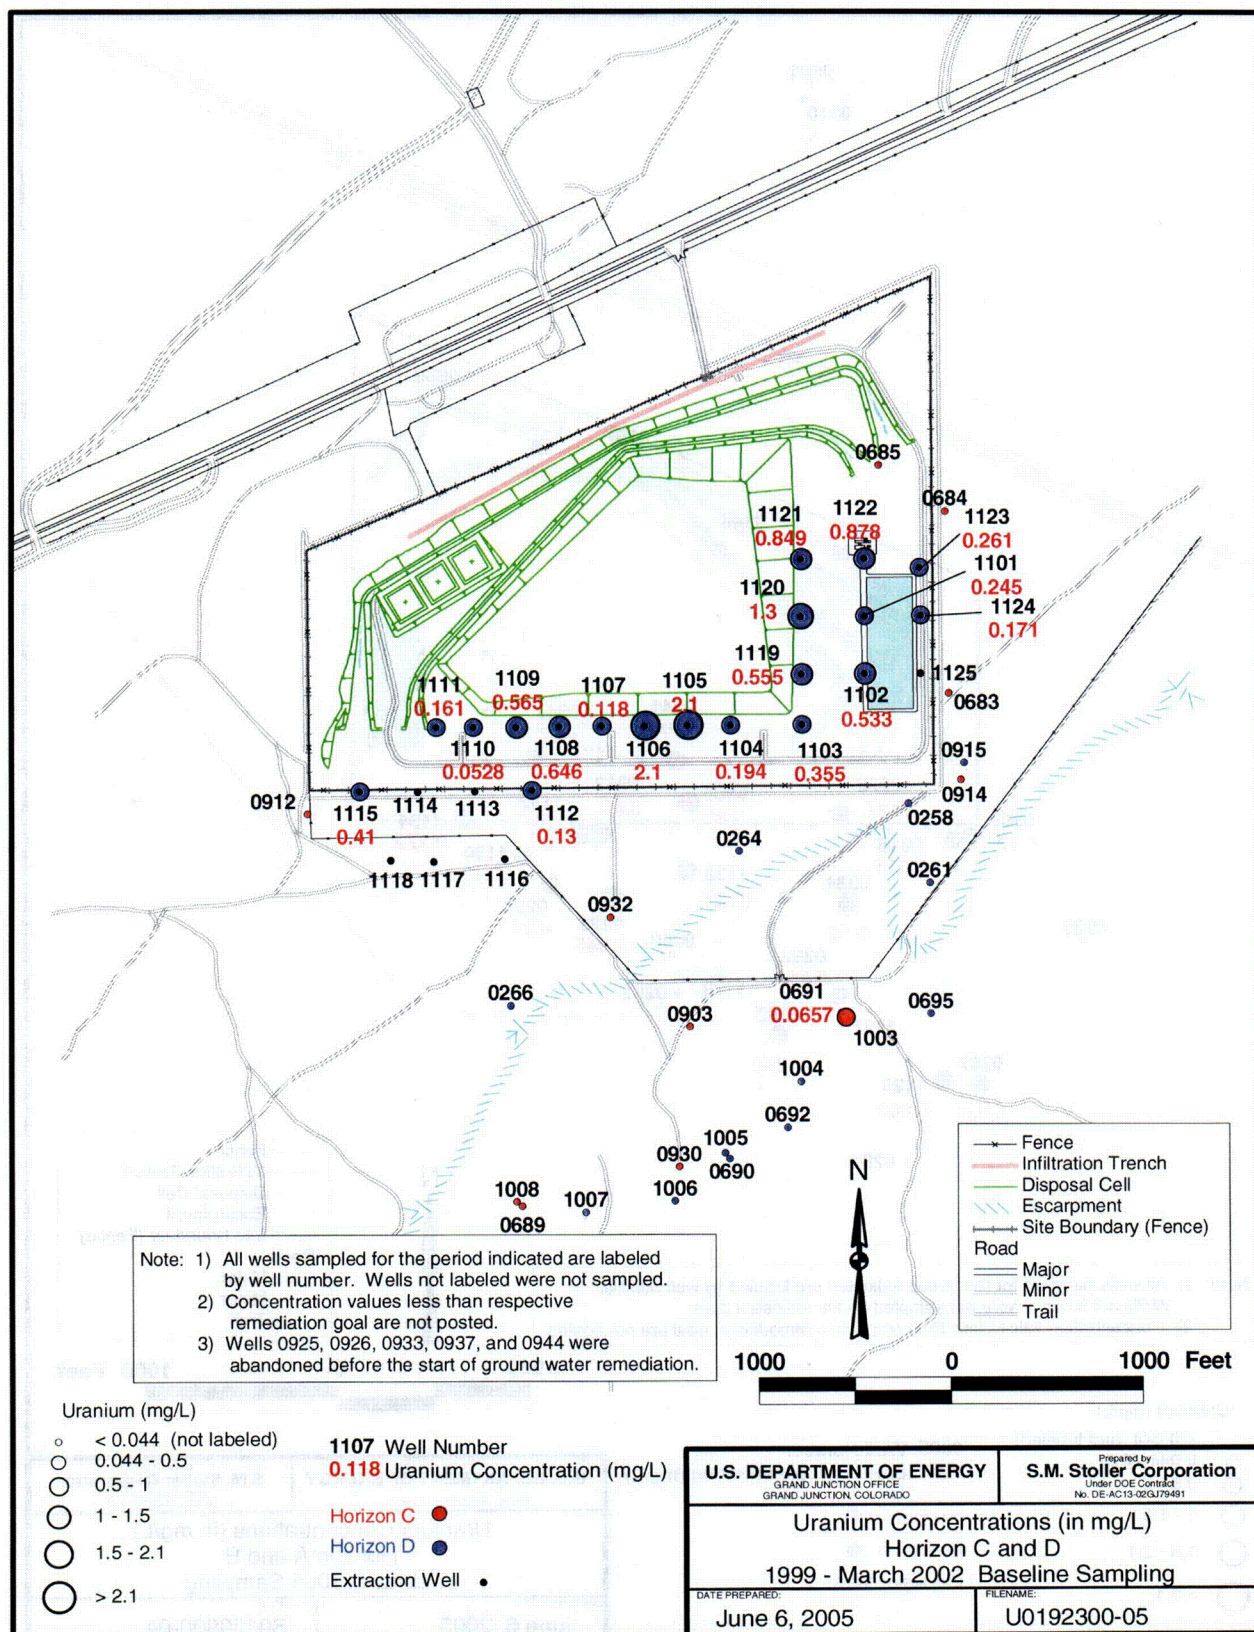 0685
0684
1121
1122
1123
0.849
0.878
0.261
1101
1120
0.245
1.3
1124
0.171
1119
0.555
1125
1111
1109
1107
1105
1102
0683
0.161
0.565
0.118
2.1
0.533
1110
1108
1106
1104
1103
0915
0.0528
0.646
2.1
0.194
0.355
0914
0912
1115
1114
1113
1112
0258
0.41
0.13
0264
1118
1117
1116
0261
0932
0266
0691
0695
0903
0.0657
1003
1004
0692
1005
0930
0690
1008
1007
1006
0689
N
Fence
Infiltration Trench
Disposal Cell
Escarpment
Site Boundary (Fence)
Road
Major
Minor
Trail
Note: 1) All wells sampled for the period indicated are labeled
by well number. Wells not labeled were not sampled.
2) Concentration values less than respective
remediation goal are not posted.
3) Wells 0925, 0926, 0933, 0937, and 0944 were
abandoned before the start of ground water remediation.
1000 0 1000 Feet
Uranium (mg/L)
< 0.044 (not labeled)
0.044 - 0.5
0.5 - 1
1 - 1.5
1.5 - 2.1
> 2.1
1107 Well Number
0.118 Uranium Concentration (mg/L)
Horizon C
Horizon D
Extraction Well
U.S. DEPARTMENT OF ENERGY
GRAND JUNCTION OFFICE
GRAND JUNCTION, COLORADO
Prepared by
S.M. Stoller Corporation
Under DOE Contract
No. DE-AC13-02GJ79491
Uranium Concentrations (in mg/L)
Horizon C and D
1999 - March 2002 Baseline Sampling
DATE PREPARED:
June 6, 2005
FILENAME:
U0192300-05